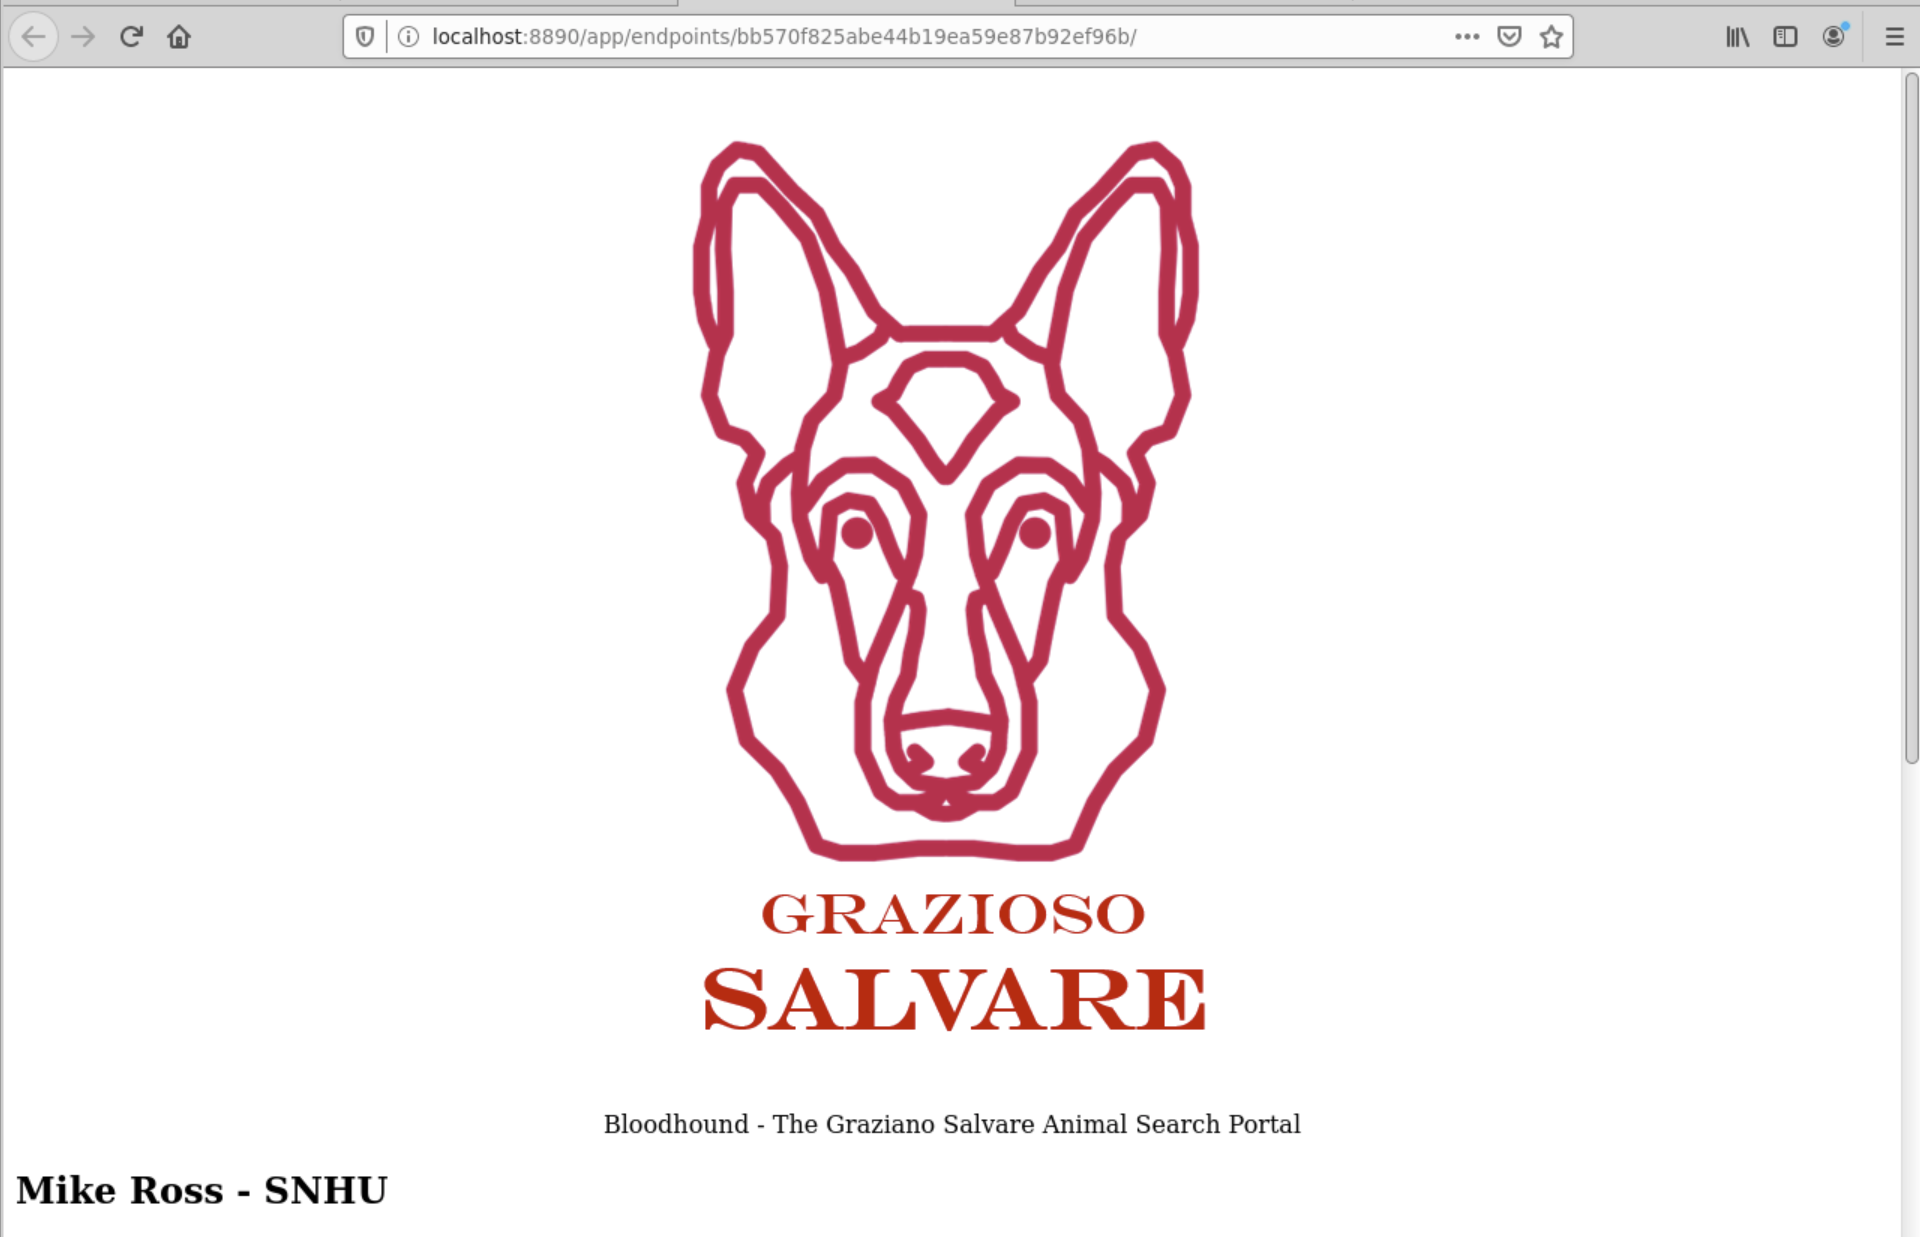 localhost:8890/app/endpoints/bb570f825abe44b19ea59e87b92ef96b/
GRAZIOSO
SALVARE
Bloodhound - The Graziano Salvare Animal Search Portal
Mike Ross - SNHU